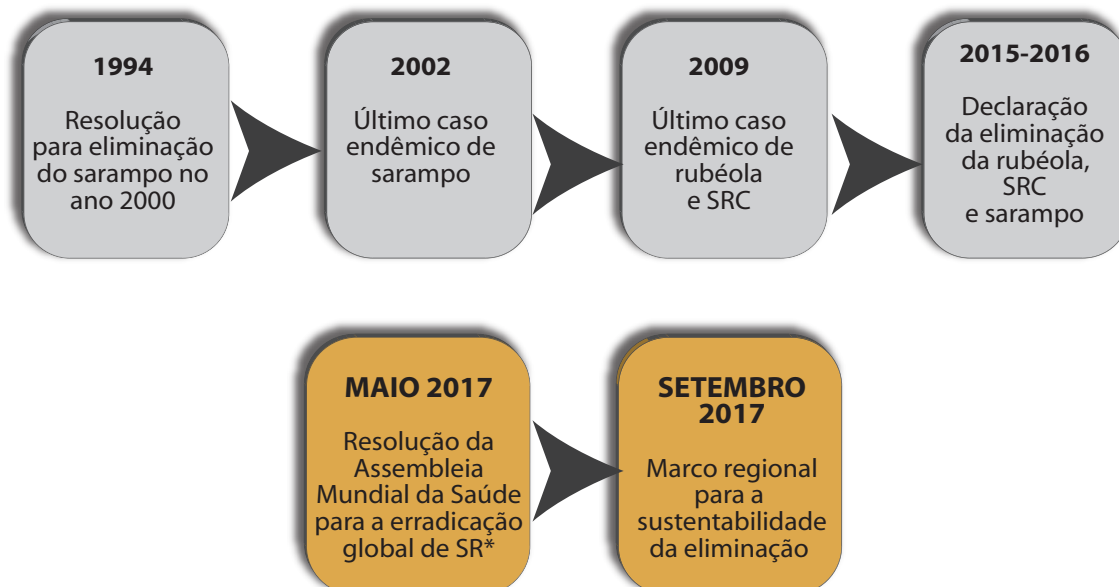 1994
Resolução
para eliminação
do sarampo no
ano 2000
2002
Último caso
endêmico de
sarampo
2009
Último caso
endêmico de
rubéola
e SRC
2015-2016
Declaração
da eliminação
da rubéola,
SRC
e sarampo
MAIO 2017
Resolução da
Assembleia
Mundial da Saúde
para a erradicação
global de SR*
SETEMBRO
2017
Marco regional
para a
sustentabilidade
da eliminação